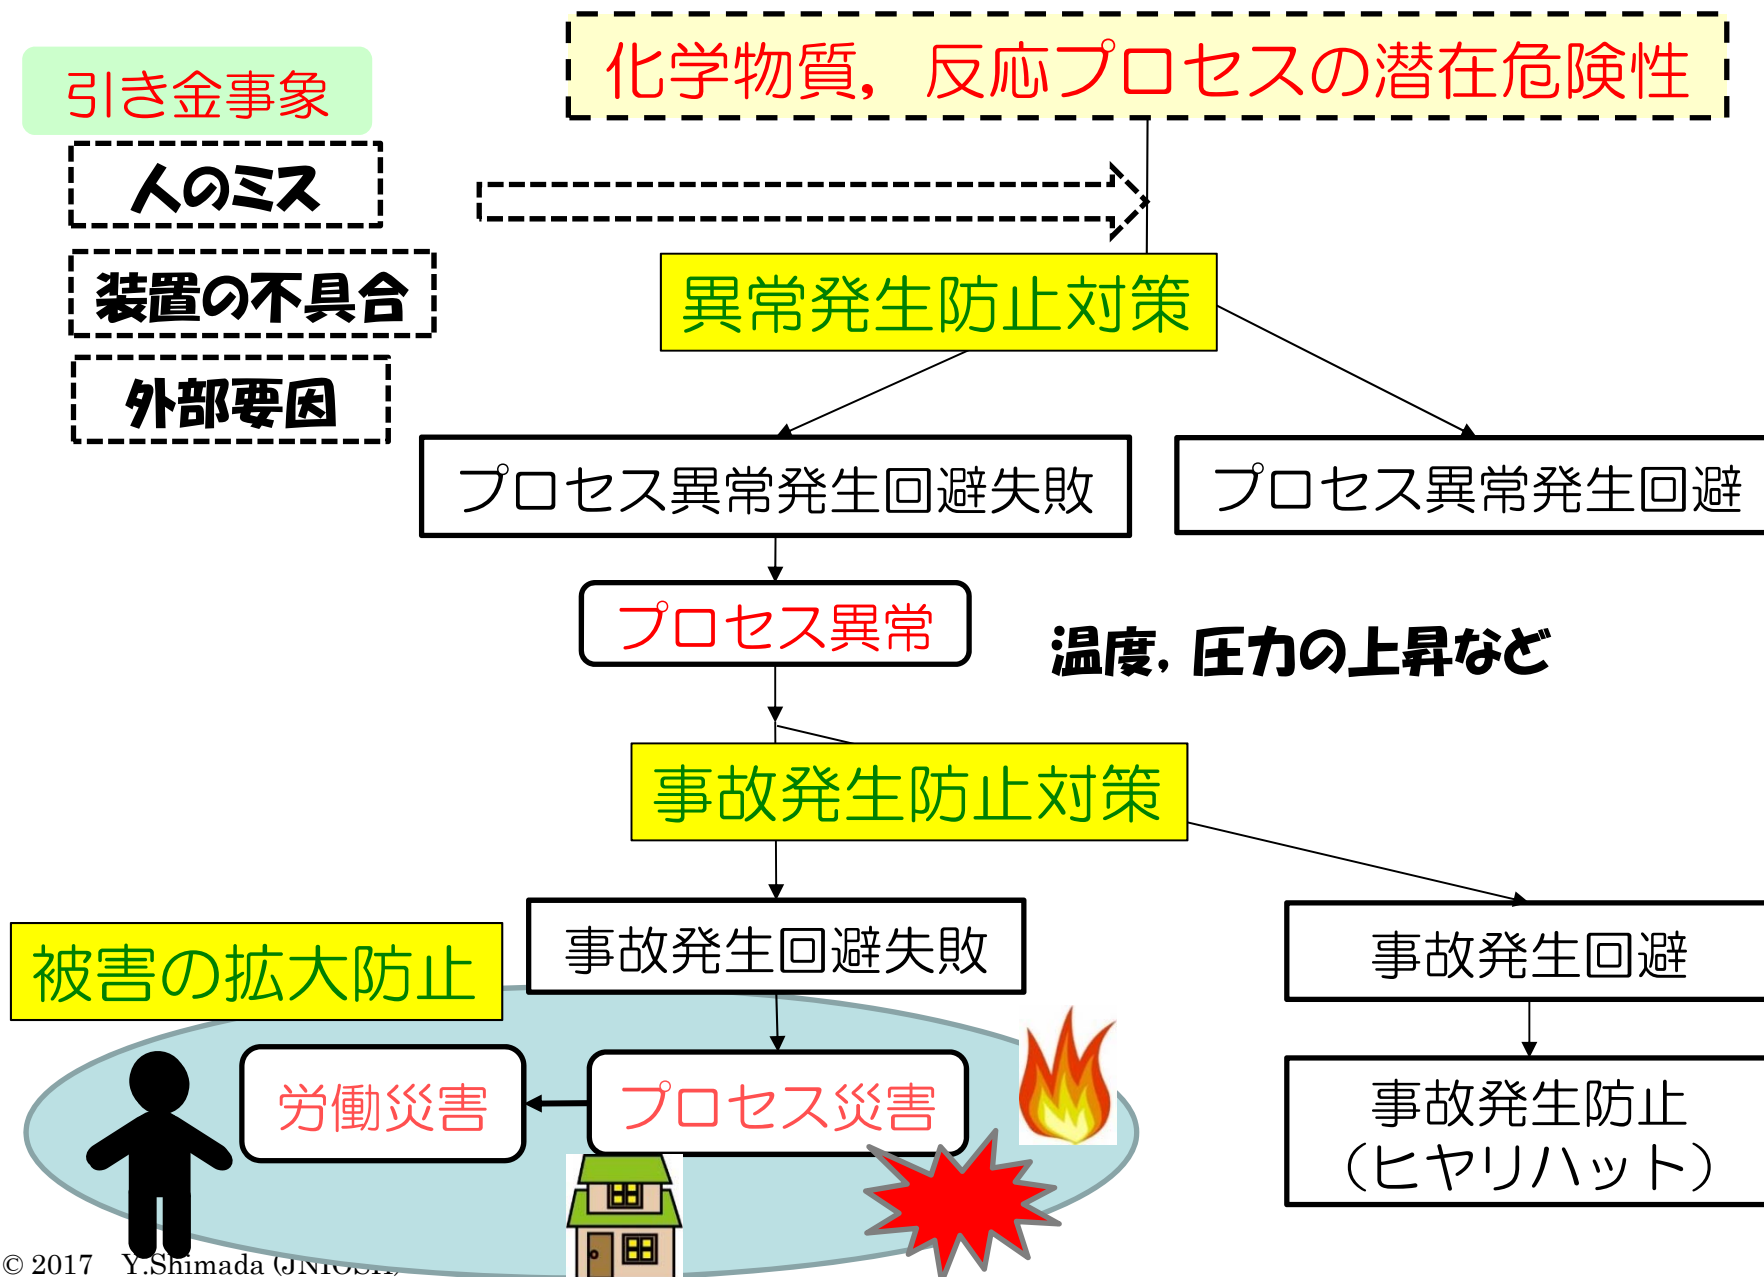 引き金事象
化学物質，反応プロセスの潜在危険性
人のミス
装置の不具合
外部要因
異常発生防止対策
プロセス異常発生回避失敗
プロセス異常発生回避
プロセス異常
温度，圧力の上昇など
事故発生防止対策
事故発生回避失敗
事故発生回避
被害の拡大防止
労働災害
プロセス災害
事故発生防止
（ヒヤリハット）
© 2017 Y.Shimada (JNIOSH)